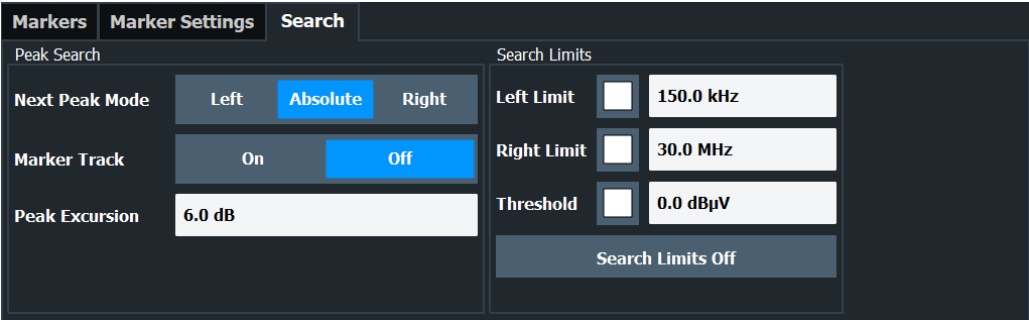 Markers Marker Settings Search
Peak Search
Next Peak Mode Left Absolute Right
Marker Track On Off
Peak Excursion 6.0 dB
Search Limits
Left Limit 150.0 kHz
Right Limit 30.0 MHz
Threshold 0.0 dBµV
Search Limits Off